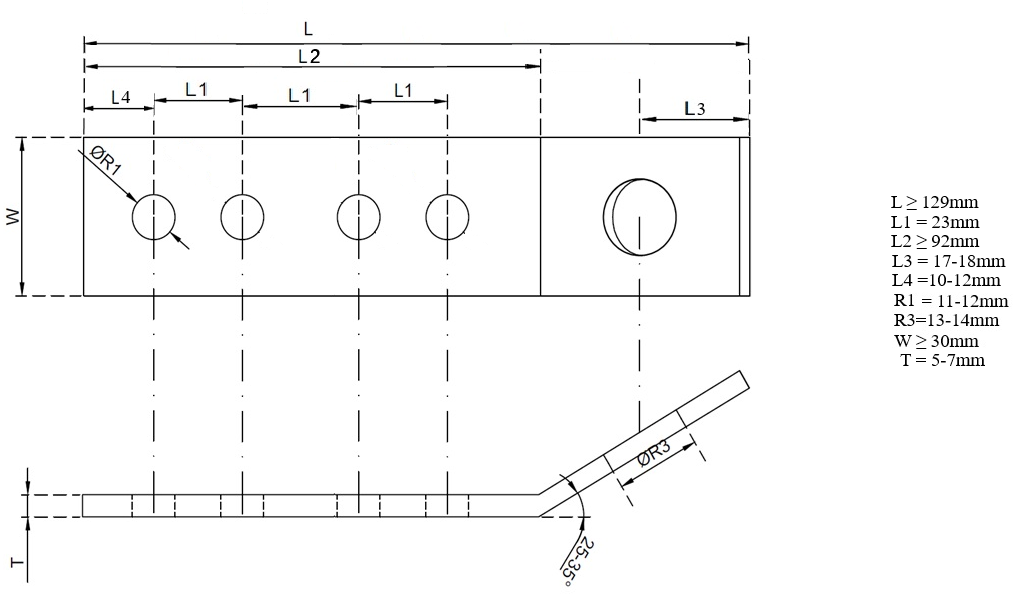 L
L2
L4
L1
L1
L1
L3
ØR1
W
L ≥ 129mm
L1 = 23mm
L2 ≥ 92mm
L3 = 17-18mm
L4 =10-12mm
R1 = 11-12mm
R3=13-14mm
W ≥ 30mm
T = 5-7mm
ØR3
T
25-35°